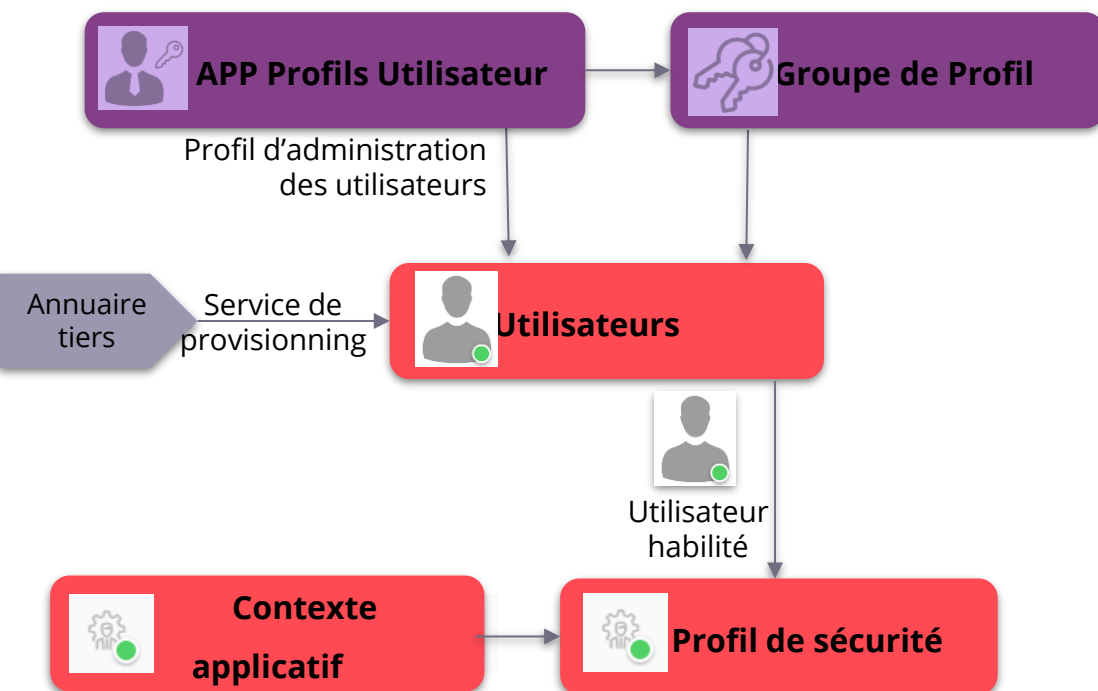 APP Profils Utilisateur
Groupe de Profil
Profil d’administration
des utilisateurs
Annuaire
tiers
Service de
provisionning
Utilisateurs
Utilisateur
habilité
Contexte
applicatif
Profil de sécurité